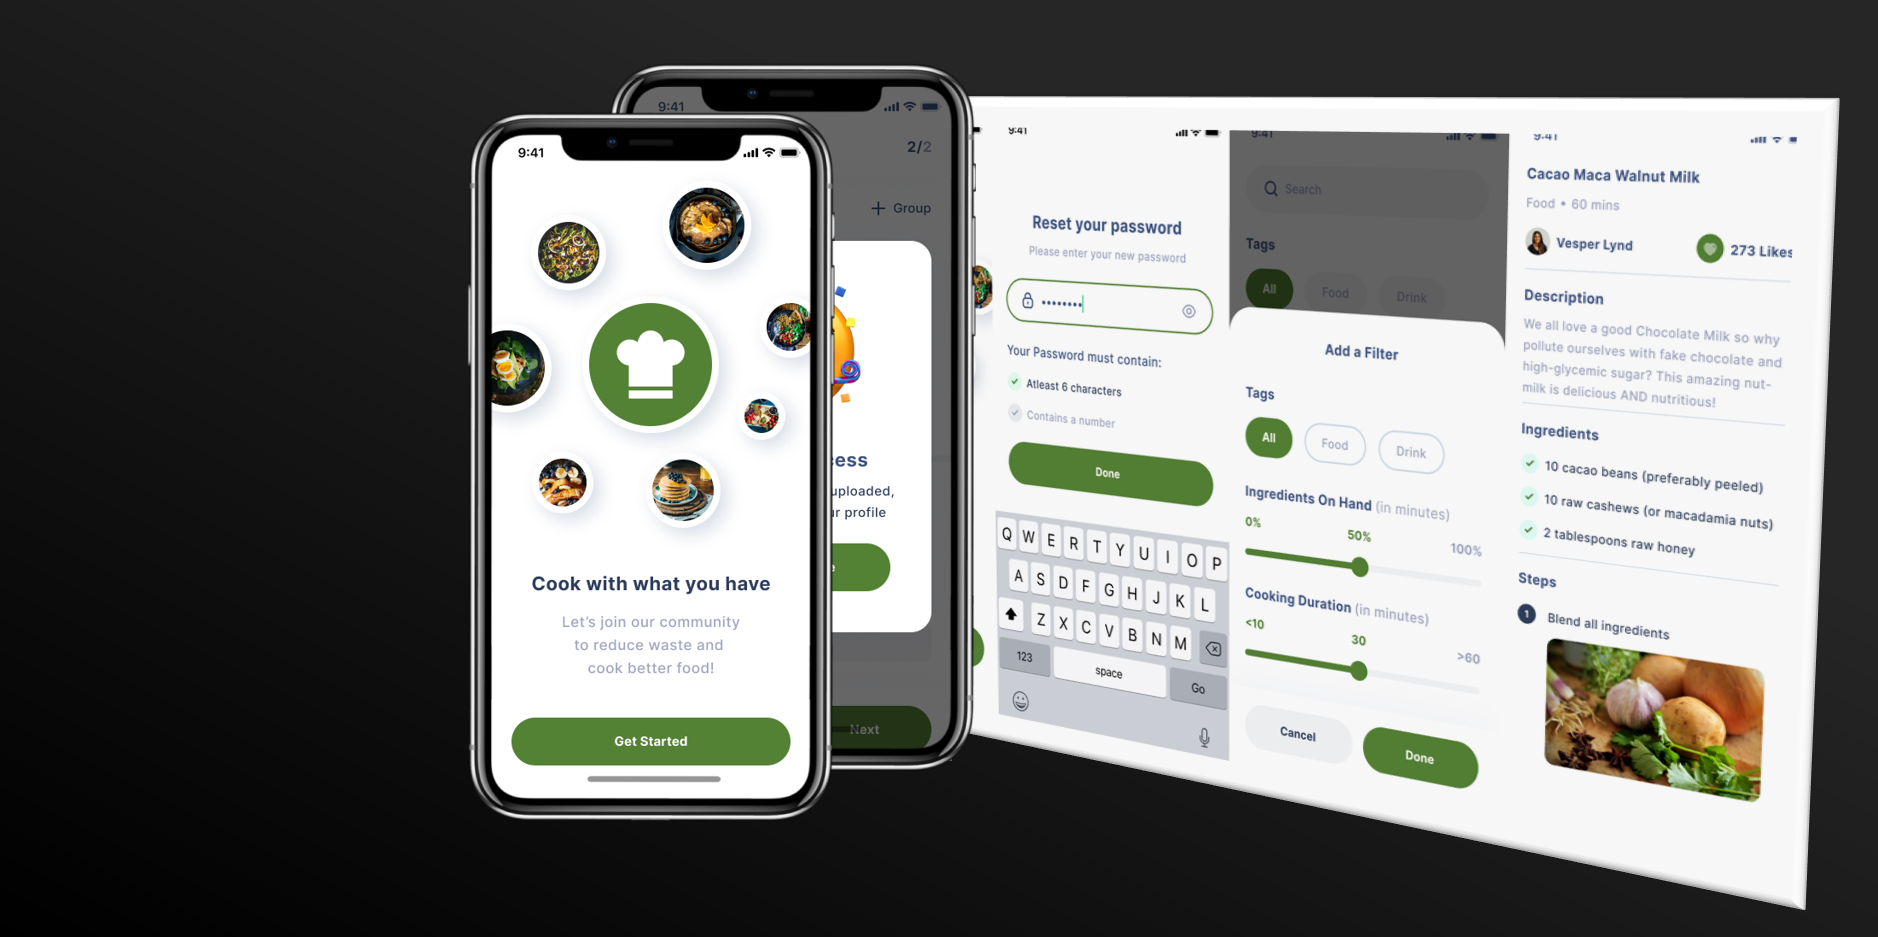 9:41
Cook with what you have
Let's join our community
to reduce waste and
cook better food!
Get Started
9:41
2/2
+ Group
uploaded,
profile
Next
9:41
Reset your password
Please enter your new password
••••••••
Your Password must contain:
Atleast 6 characters
Contains a number
Done
Q W E R T Y U I O P
A S D F G H J K L
Z X C V B N M
123 space Go
9:41
Search
Tags
All Food Drink
Add a Filter
Tags
All Food Drink
Ingredients On Hand (in minutes)
0% 50% 100%
Cooking Duration (in minutes)
<10 30 >60
Cancel Done
9:41
Cacao Maca Walnut Milk
Food • 60 mins
Vesper Lynd 273 Likes
Description
We all love a good Chocolate Milk so why
pollute ourselves with fake chocolate and
high-glycemic sugar? This amazing nut-
milk is delicious AND nutritious!
Ingredients
10 cacao beans (preferably peeled)
10 raw cashews (or macadamia nuts)
2 tablespoons raw honey
Steps
1 Blend all ingredients